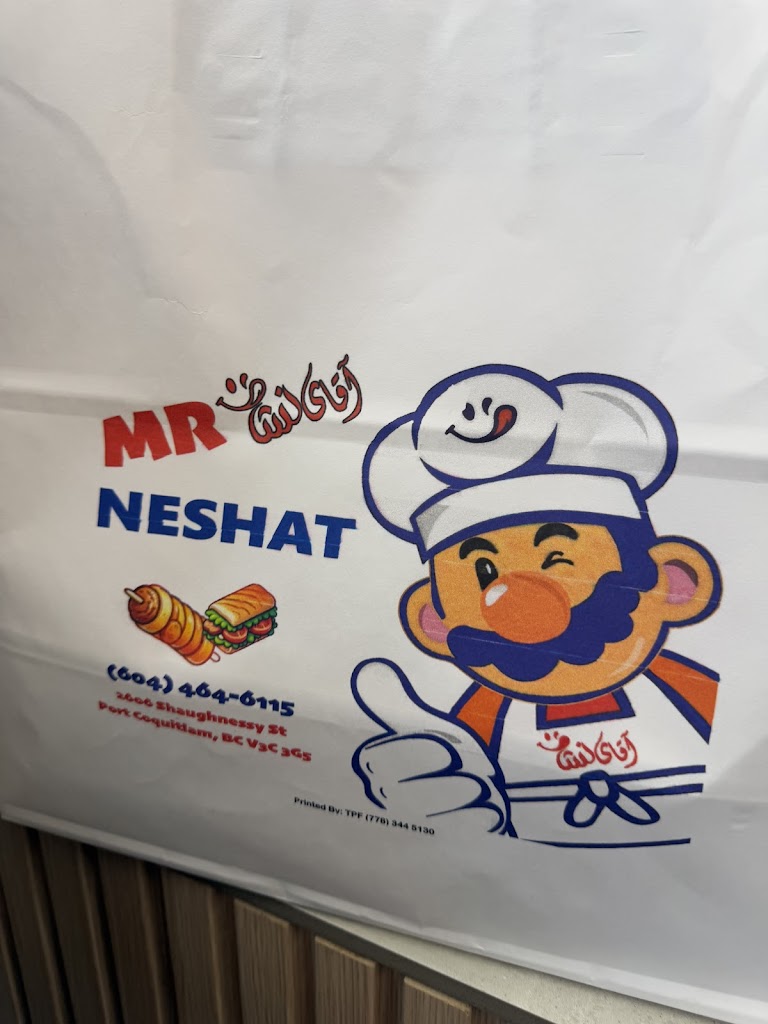 MR آقای نشاط
NESHAT
(604) 464-6115
2606 Shaughnessy St
Port Coquitlam, BC V3C 3G5
آقای نشاط
Printed By: TPF (778) 344 5130